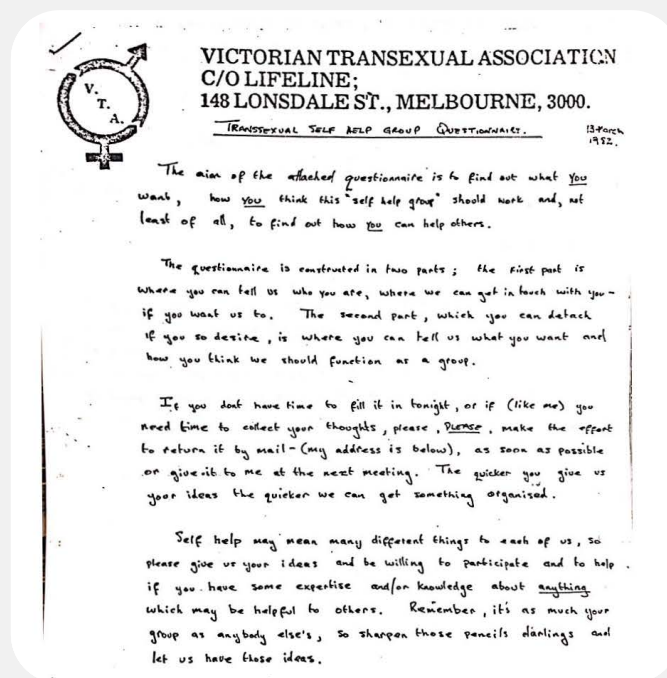 V.
T.
A.
VICTORIAN TRANSEXUAL ASSOCIATION
C/O LIFELINE;
148 LONSDALE ST., MELBOURNE, 3000.
TRANSSEXUAL SELF HELP GROUP QUESTIONNAIRE.
13 March
1982.
The aim of the attached questionnaire is to find out what you
want, how you think this "self help group" should work and, not
least of all, to find out how you can help others.
The questionnaire is constructed in two parts; the first part is
where you can tell us who you are, where we can get in touch with you-
if you want us to. The second part, which you can detach
if you so desire, is where you can tell us what you want and
how you think we should function as a group.
If you dont have time to fill it in tonight, or if (like me) you
need time to collect your thoughts, please, PLEASE, make the effort
to return it by mail-(my address is below), as soon as possible
or give it to me at the next meeting. The quicker you give us
your ideas the quicker we can get something organised.
Self help may mean many different things to each of us, so
please give us your ideas and be willing to participate and to help
if you have some expertise and/or knowledge about anything
which may be helpful to others. Remember, it's as much your
group as anybody else's, so sharpen those pencils darlings and
let us have those ideas.